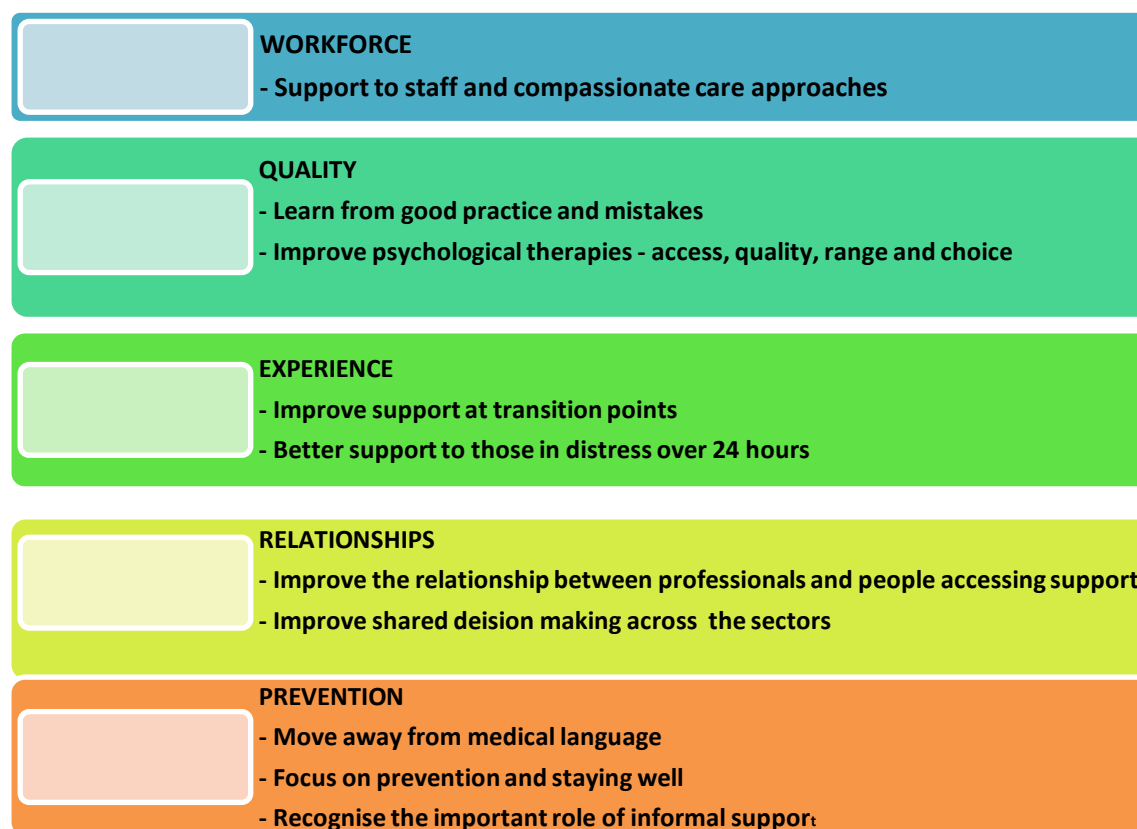 WORKFORCE
- Support to staff and compassionate care approaches
QUALITY
- Learn from good practice and mistakes
- Improve psychological therapies - access, quality, range and choice
EXPERIENCE
- Improve support at transition points
- Better support to those in distress over 24 hours
RELATIONSHIPS
- Improve the relationship between professionals and people accessing support
- Improve shared deision making across  the sectors
PREVENTION
- Move away from medical language
- Focus on prevention and staying well
- Recognise the important role of informal support